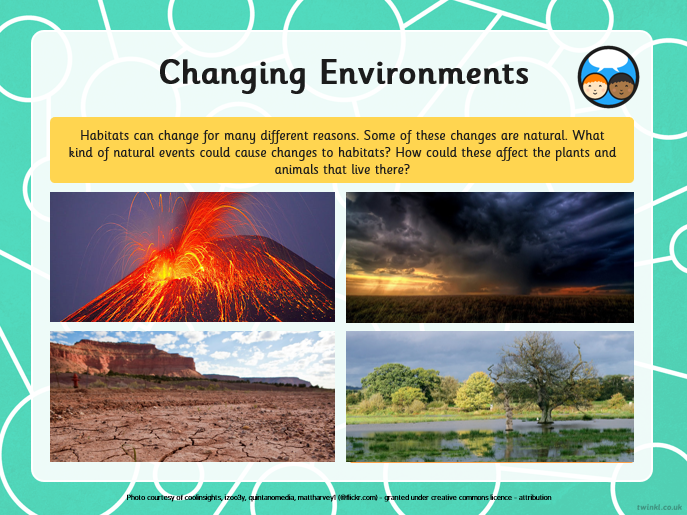 Changing Environments
Habitats can change for many different reasons. Some of these changes are natural. What
kind of natural events could cause changes to habitats? How could these affect the plants and
animals that live there?
Photo courtesy of coolinsights, izoo3y, quintanomedia, mattharvey1 (@flickr.com) - granted under creative commons licence - attribution
twinkl.co.uk